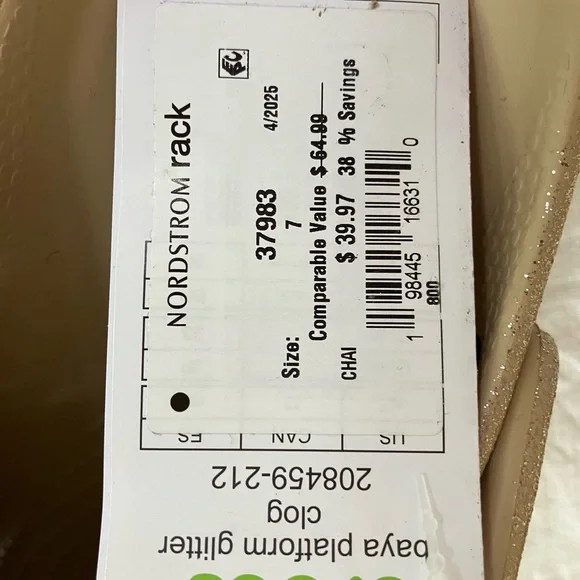 NORDSTROM rack
EC
37983 4/2025
Size: 7
Comparable Value $ 64.99
$ 39.97 38 % Savings
CHAI
1 98445 16631 0
800
US CAN ES
208459-212
clog
baya platform glitter